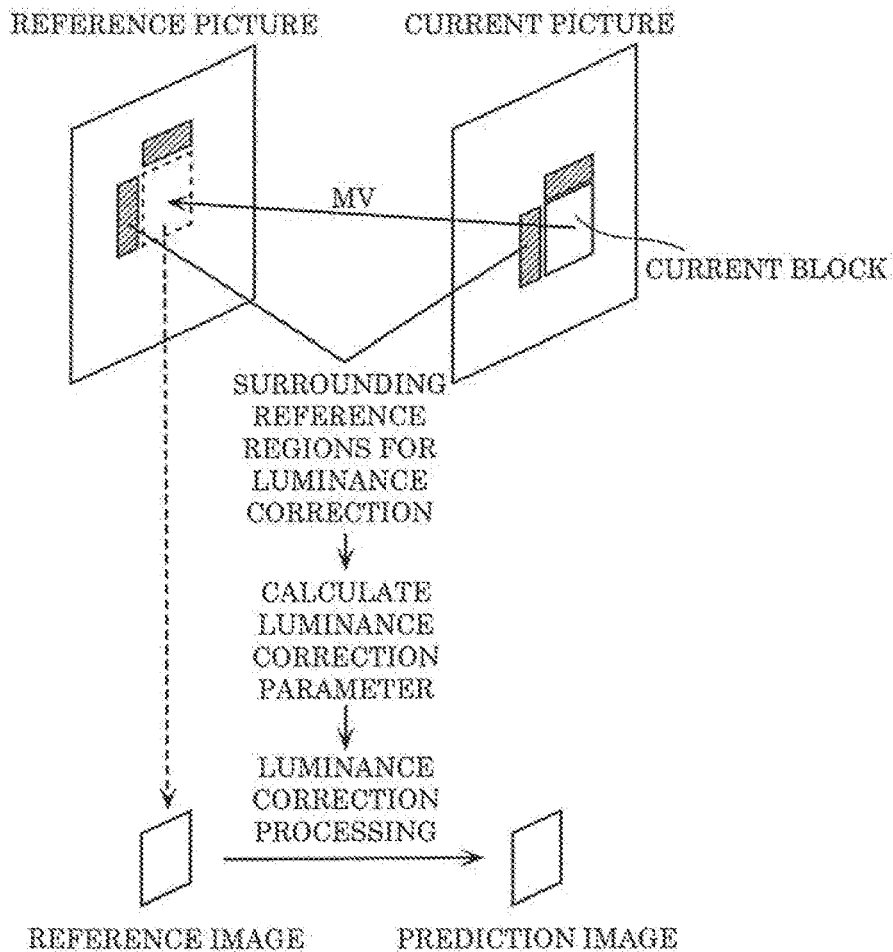 REFERENCE PICTURE
CURRENT PICTURE
MV
CURRENT BLOCK
SURROUNDING
REFERENCE
REGIONS FOR
LUMINANCE
CORRECTION
CALCULATE
LUMINANCE
CORRECTION
PARAMETER
LUMINANCE
CORRECTION
PROCESSING
REFERENCE IMAGE
PREDICTION IMAGE